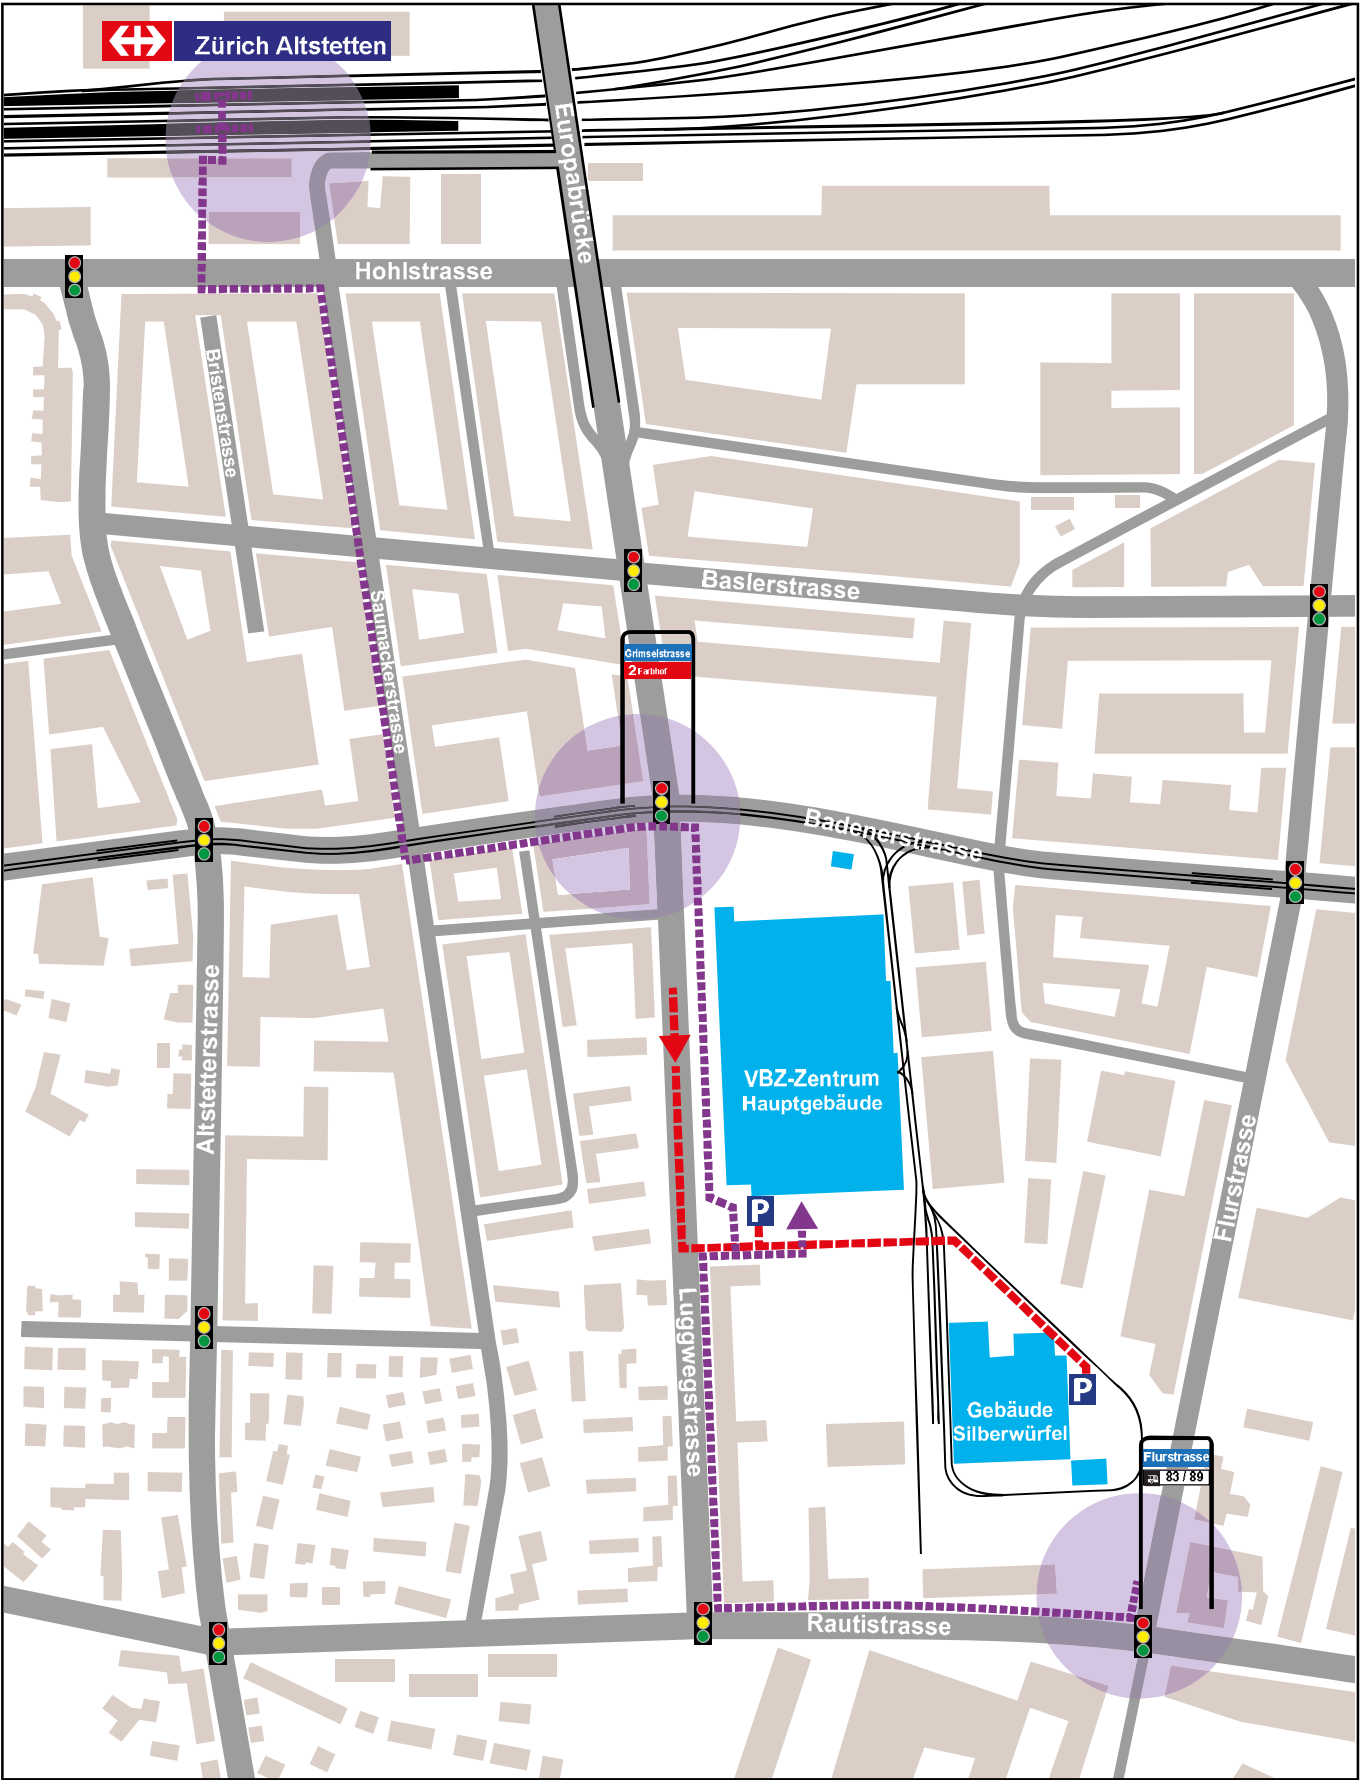 Zürich Altstetten
Europabrücke
Hohlstrasse
Bristenstrasse
Baslerstrasse
Saumackerstrasse
Grimselstrasse
2 Farbhof
Badenerstrasse
Altstetterstrasse
VBZ-Zentrum
Hauptgebäude
Flurstrasse
P
Luggwegstrasse
P
Gebäude
Silberwürfel
Flurstrasse
83 / 89
Rautistrasse